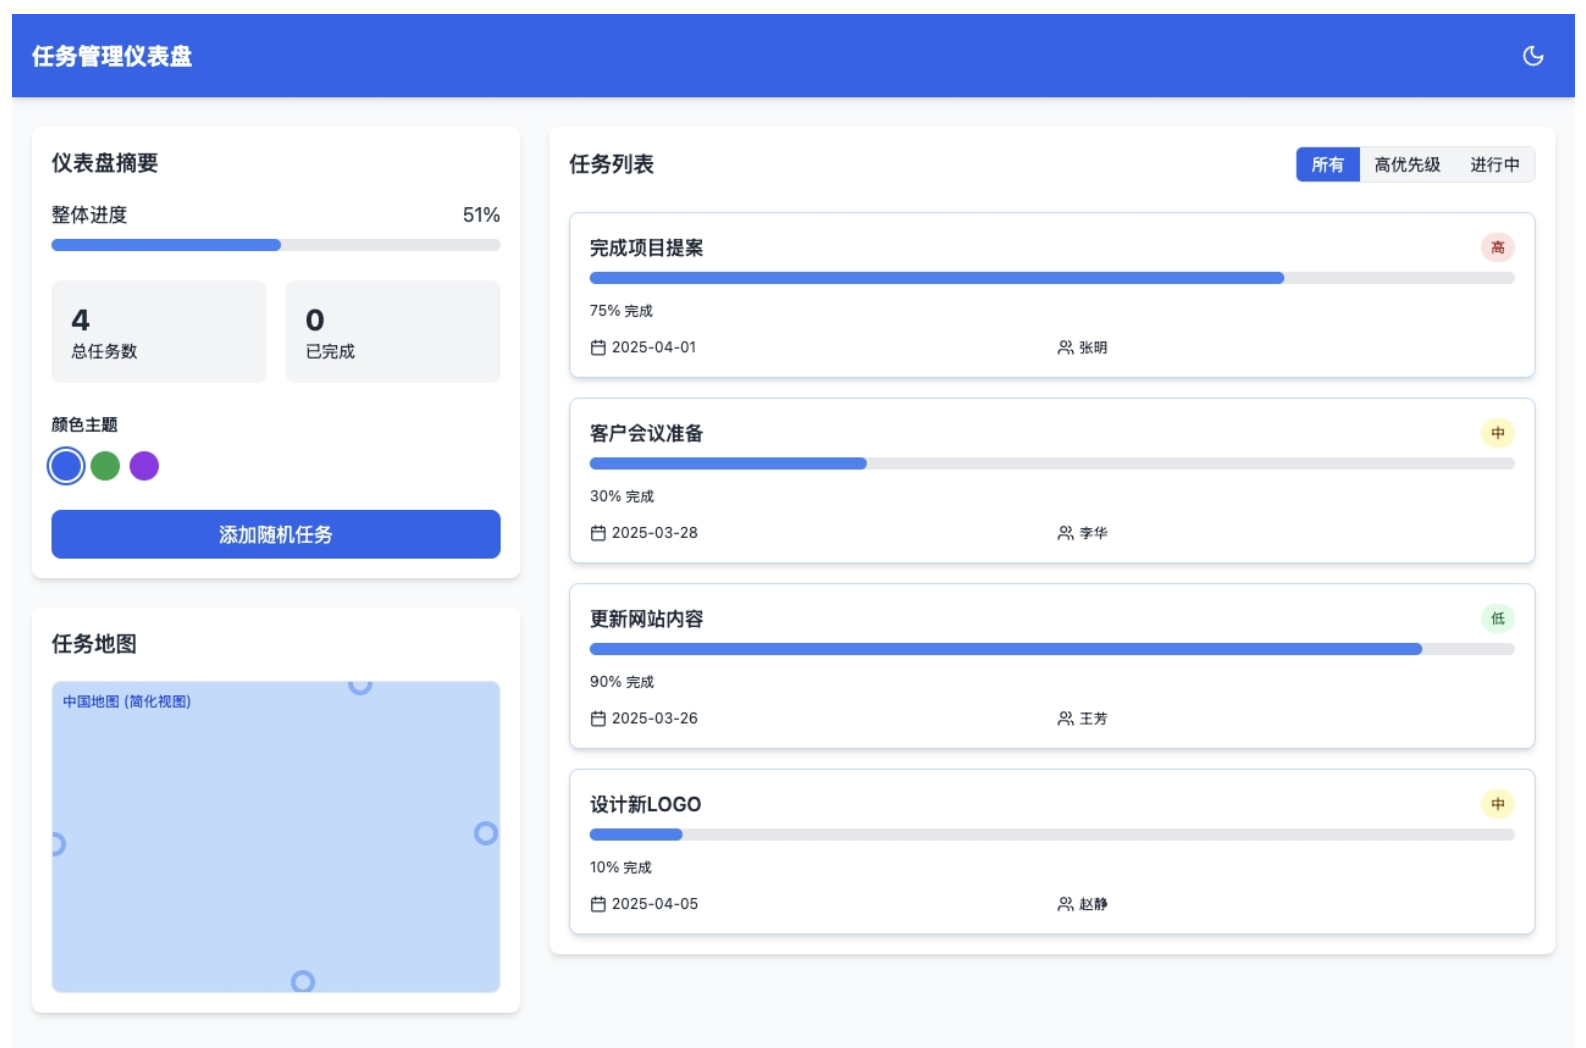 任务管理仪表盘
仪表盘摘要
整体进度 51%
4
总任务数
0
已完成
颜色主题
添加随机任务
任务地图
中国地图 (简化视图)
任务列表
所有 高优先级 进行中
完成项目提案 高
75% 完成
2025-04-01 张明
客户会议准备 中
30% 完成
2025-03-28 李华
更新网站内容 低
90% 完成
2025-03-26 王芳
设计新LOGO 中
10% 完成
2025-04-05 赵静